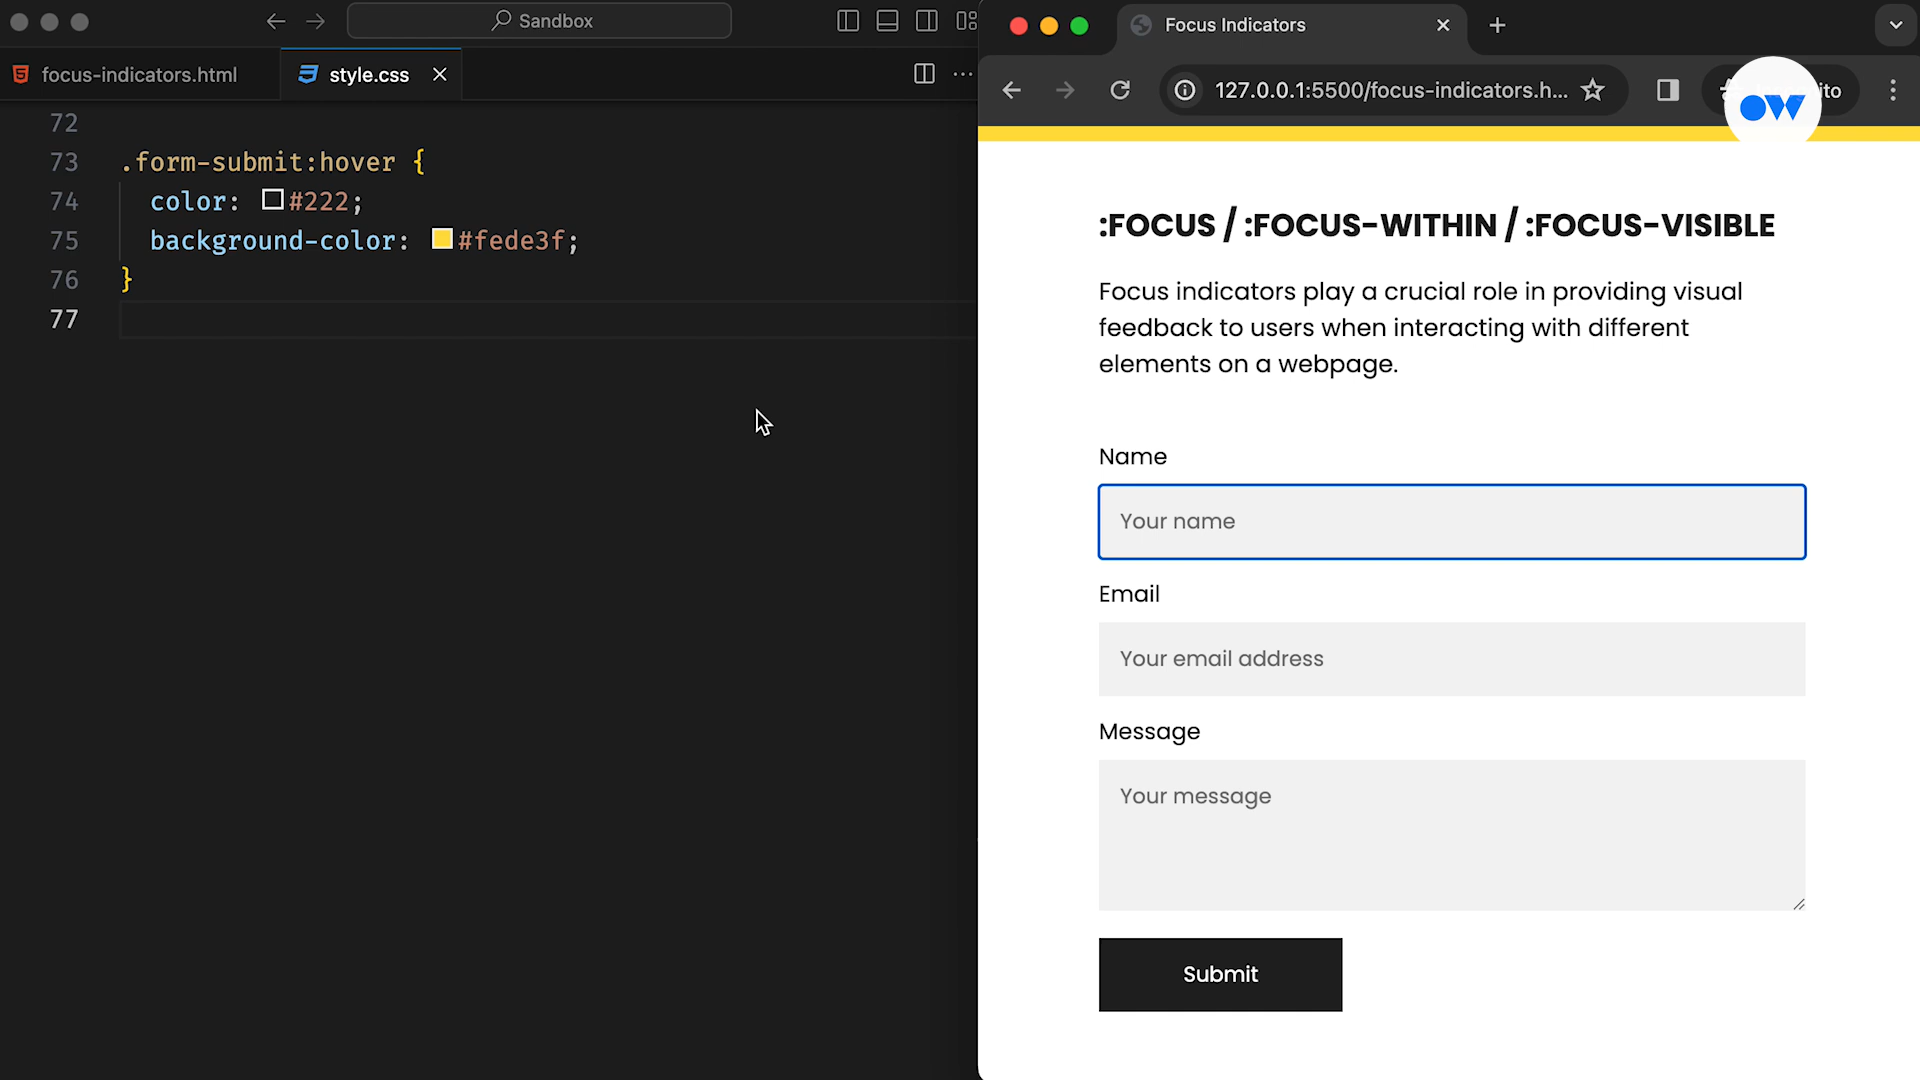 Sandbox
focus-indicators.html
style.css
72
73 .form-submit:hover {
74 color: #222;
75 background-color: #fede3f;
76 }
77
Focus Indicators
127.0.0.1:5500/focus-indicators.h...
ito
OW
:FOCUS / :FOCUS-WITHIN / :FOCUS-VISIBLE
Focus indicators play a crucial role in providing visual
feedback to users when interacting with different
elements on a webpage.
Name
Your name
Email
Your email address
Message
Your message
Submit